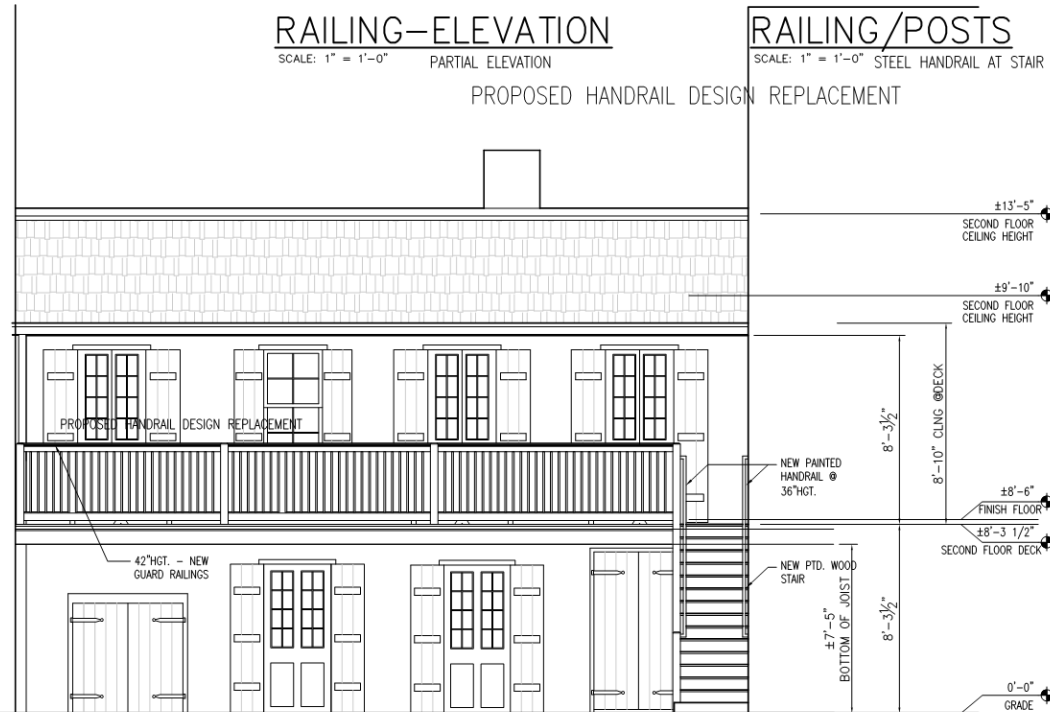 RAILING-ELEVATION
SCALE: 1" = 1'-0"
PARTIAL ELEVATION
RAILING/POSTS
SCALE: 1" = 1'-0"
STEEL HANDRAIL AT STAIR
PROPOSED HANDRAIL DESIGN REPLACEMENT
±13'-5"
SECOND FLOOR
CEILING HEIGHT
±9'-10"
SECOND FLOOR
CEILING HEIGHT
PROPOSED HANDRAIL DESIGN REPLACEMENT
8'-3½"
8'-10" CLNG @DECK
NEW PAINTED
HANDRAIL @
36"HGT.
±8'-6"
FINISH FLOOR
±8'-3 1/2"
SECOND FLOOR DECK
42"HGT. - NEW
GUARD RAILINGS
NEW PTD. WOOD
STAIR
±7'-5"
BOTTOM OF JOIST
8'-3½"
0'-0"
GRADE